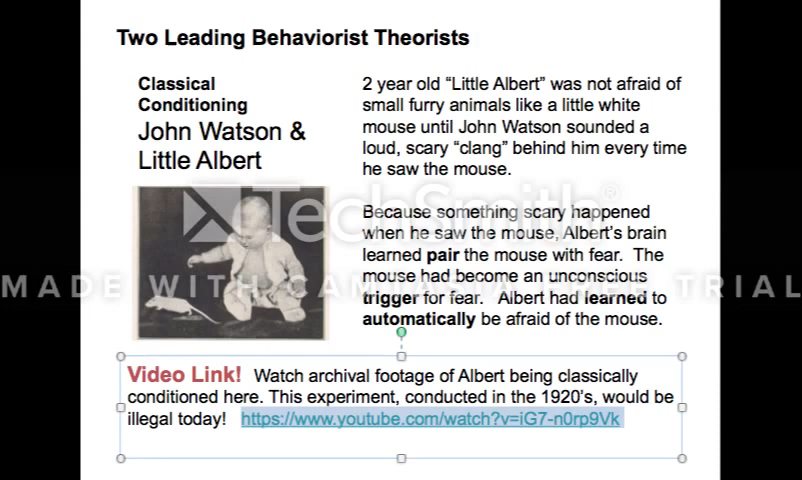 Two Leading Behaviorist Theorists
Classical
Conditioning
John Watson &
Little Albert
2 year old “Little Albert” was not afraid of
small furry animals like a little white
mouse until John Watson sounded a
loud, scary “clang” behind him every time
he saw the mouse.
Because something scary happened
when he saw the mouse, Albert’s brain
learned pair the mouse with fear. The
mouse had become an unconscious
trigger for fear. Albert had learned to
automatically be afraid of the mouse.
TechSmith®
MADE WITH CAMTASIA FREE TRIAL
Video Link! Watch archival footage of Albert being classically
conditioned here. This experiment, conducted in the 1920’s, would be
illegal today! https://www.youtube.com/watch?v=iG7-n0rp9Vk